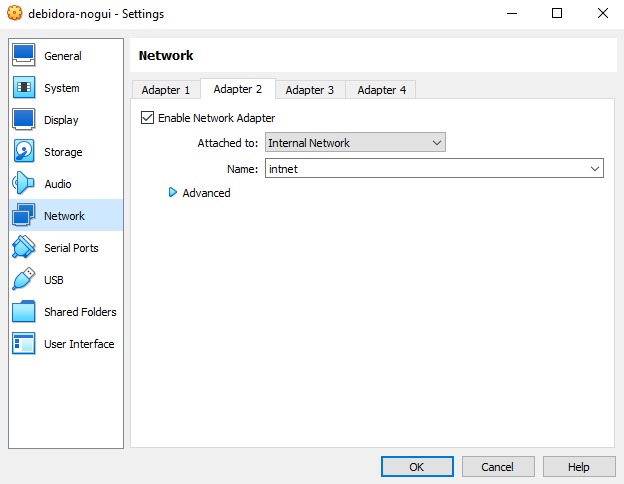 debidora-nogui - Settings
General
System
Display
Storage
Audio
Network
Serial Ports
USB
Shared Folders
User Interface
Network
Adapter 1 Adapter 2 Adapter 3 Adapter 4
Enable Network Adapter
Attached to: Internal Network
Name: intnet
Advanced
OK Cancel Help